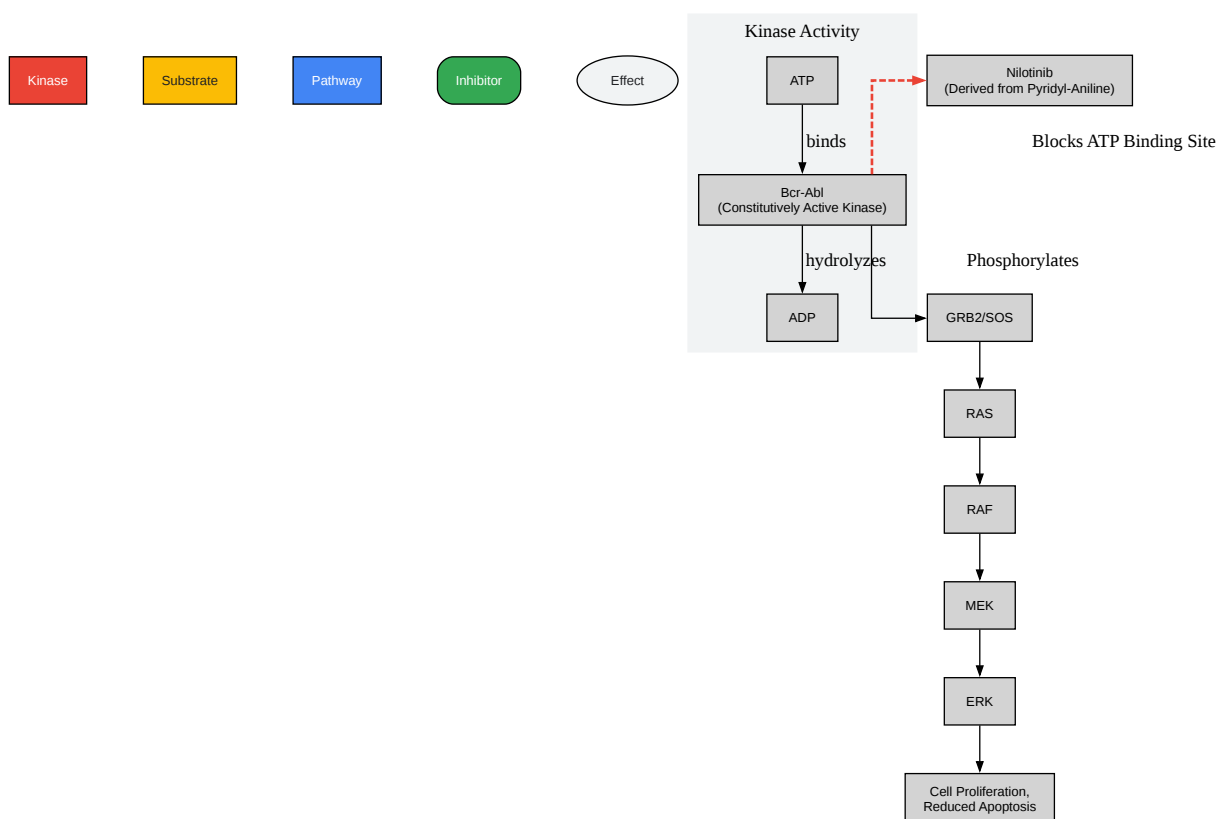 Kinase Activity
Kinase
Substrate
Pathway
Inhibitor
Effect
ATP
Nilotinib
(Derived from Pyridyl-Aniline)
binds
Blocks ATP Binding Site
Bcr-Abl
(Constitutively Active Kinase)
hydrolyzes
Phosphorylates
ADP
GRB2/SOS
RAS
RAF
MEK
ERK
Cell Proliferation,
Reduced Apoptosis